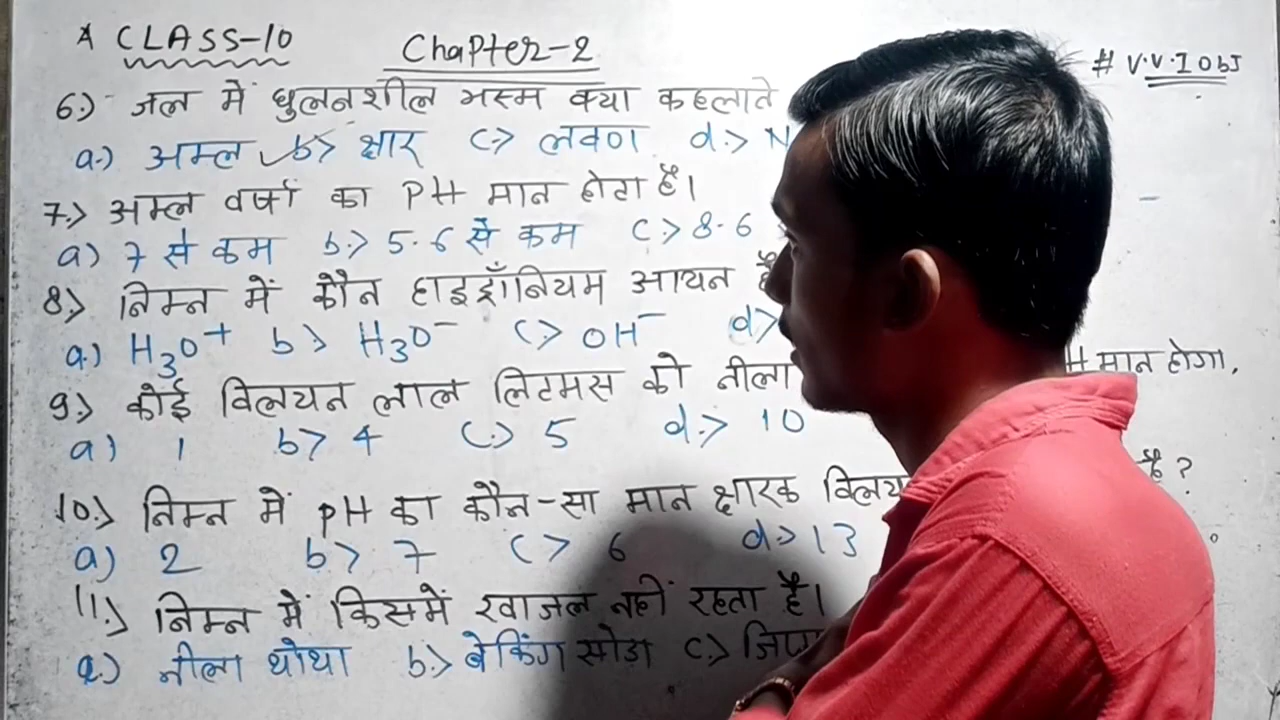 * CLASS-10 Chapter-2 # V.V.I ObJ
6.) जल में घुलनशील भस्म क्या कहलाते
a.) अम्ल ✓b> क्षार c.> लवण d.> N
7.> अम्ल वर्षा का PH मान होता है।
a) 7 से कम b.> 5.6 से कम c.> 8.6
8.> निम्न में कौन हाइड्रॉनियम आयन है
a.) H₃O⁺ b> H₃O⁻ c.> OH⁻ d>
9.> कोई विलयन लाल लिटमस को नीला H मान होगा.
a) 1 b> 4 c.> 5 d.> 10
10.> निम्न में pH का कौन-सा मान क्षारक विलय है?
a) 2 b> 7 c> 6 d.> 13
11.> निम्न में किसमें रवाजल नहीं रहता है।
a.) नीला थोथा b.> बेकिंग सोडा c.> जिप